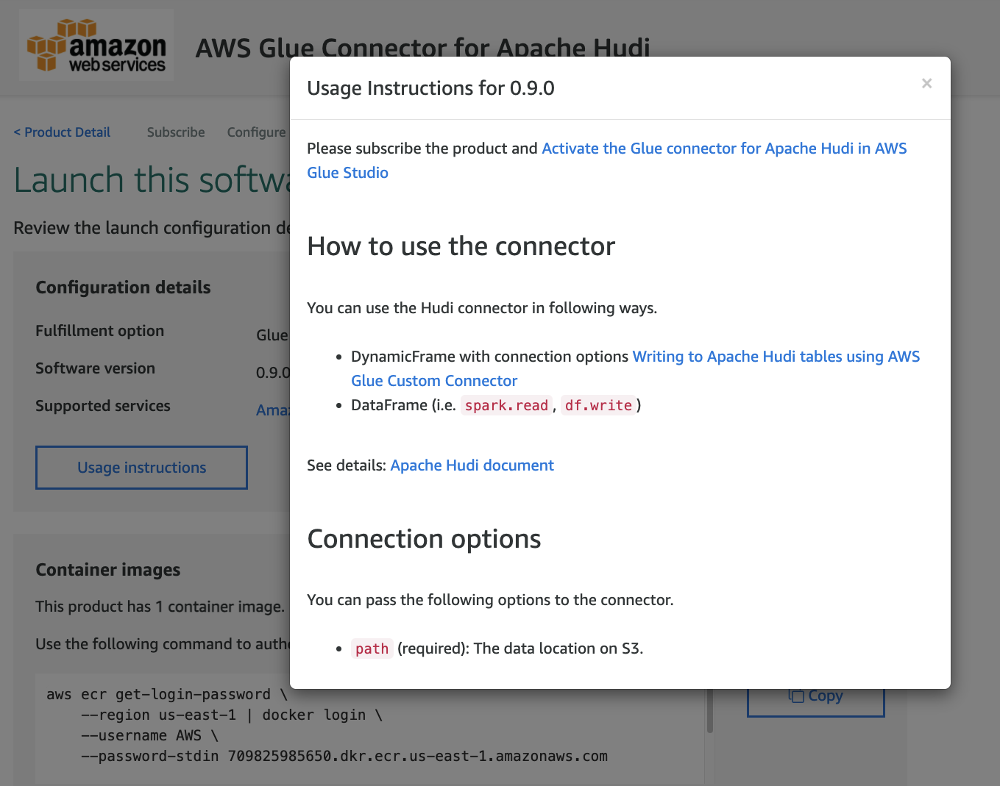 amazon
web services
AWS Glue Connector for Apache Hudi
Usage Instructions for 0.9.0
×
< Product Detail
Subscribe
Configure
Launch this softwa
Review the launch configuration de
Please subscribe the product and Activate the Glue connector for Apache Hudi in AWS
Glue Studio
How to use the connector
You can use the Hudi connector in following ways.
• DynamicFrame with connection options Writing to Apache Hudi tables using AWS
Glue Custom Connector
• DataFrame (i.e. spark.read, df.write)
See details: Apache Hudi document
Connection options
You can pass the following options to the connector.
• path (required): The data location on S3.
Configuration details
Fulfillment option
Glue
Software version
0.9.0
Supported services
Amaz
Usage instructions
Container images
This product has 1 container image.
Use the following command to authe
aws ecr get-login-password \
--region us-east-1 | docker login \
--username AWS \
--password-stdin 709825985650.dkr.ecr.us-east-1.amazonaws.com
Copy